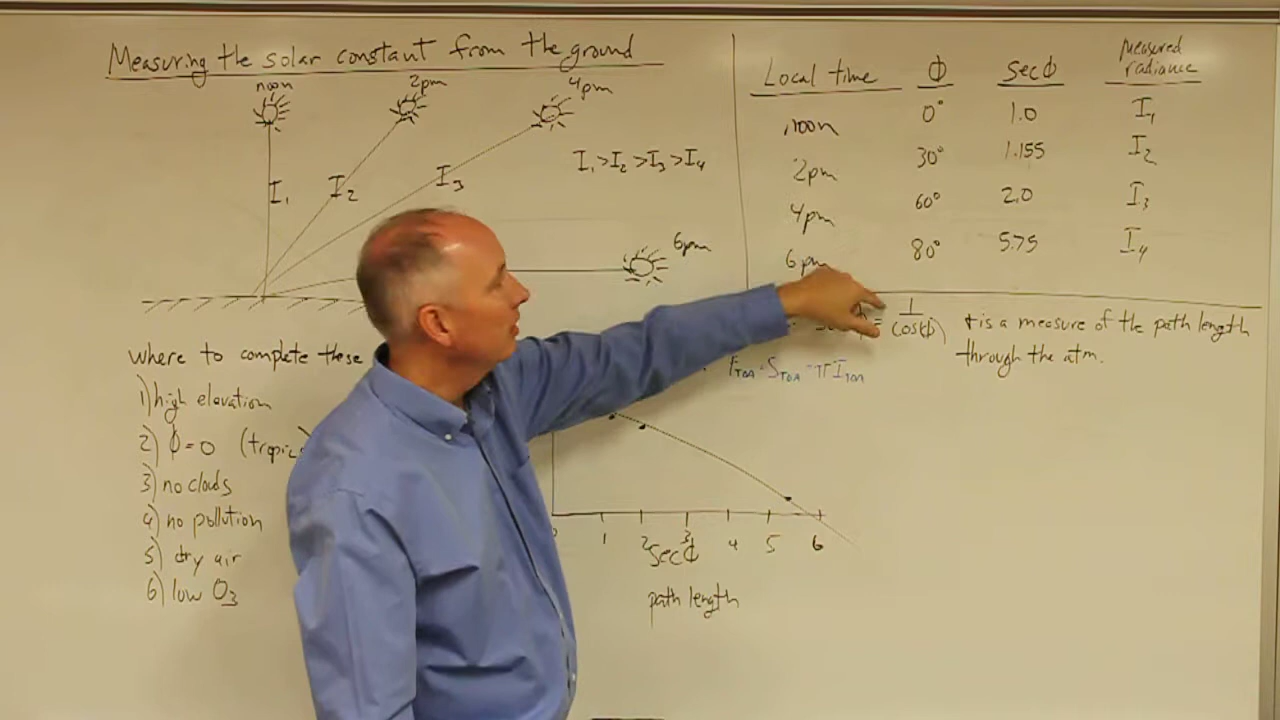 Measuring the solar constant from the ground
noon
2pm
4pm
I₁
I₂
I₃
I₁>I₂>I₃>I₄
6pm
where to complete these
1) high elevation
2) ϕ=0 (tropics)
3) no clouds
4) no pollution
5) dry air
6) low O₃
Local time ϕ Secϕ Measured radiance
noon 0° 1.0 I₁
2pm 30° 1.155 I₂
4pm 60° 2.0 I₃
6pm 80° 5.75 I₄
= 1/cos(ϕ)
is a measure of the path length
through the atm.
F_TOA = S_TOA = πI_TOA
1 2 3 4 5 6
Secϕ
path length